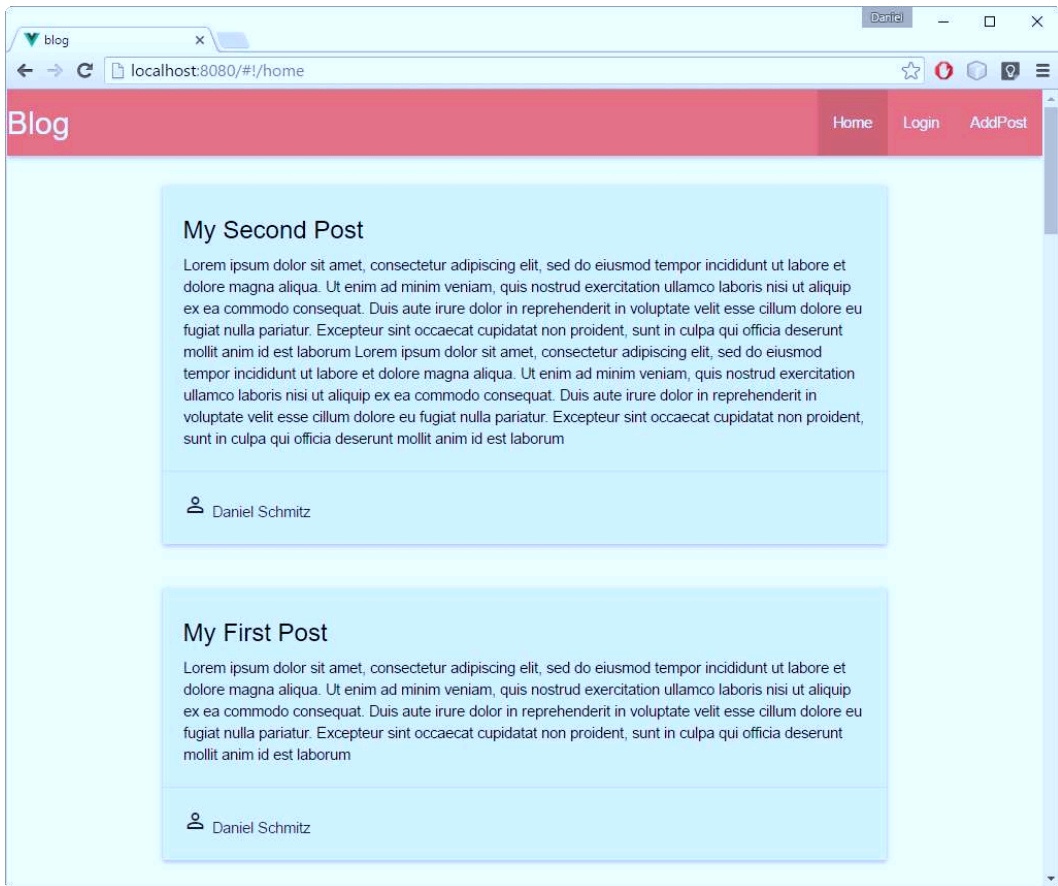 Daniel
blog
localhost:8080/#!/home
Blog
Home
Login
AddPost
My Second Post
Lorem ipsum dolor sit amet, consectetur adipiscing elit, sed do eiusmod tempor incididunt ut labore et
dolore magna aliqua. Ut enim ad minim veniam, quis nostrud exercitation ullamco laboris nisi ut aliquip
ex ea commodo consequat. Duis aute irure dolor in reprehenderit in voluptate velit esse cillum dolore eu
fugiat nulla pariatur. Excepteur sint occaecat cupidatat non proident, sunt in culpa qui officia deserunt
mollit anim id est laborum Lorem ipsum dolor sit amet, consectetur adipiscing elit, sed do eiusmod
tempor incididunt ut labore et dolore magna aliqua. Ut enim ad minim veniam, quis nostrud exercitation
ullamco laboris nisi ut aliquip ex ea commodo consequat. Duis aute irure dolor in reprehenderit in
voluptate velit esse cillum dolore eu fugiat nulla pariatur. Excepteur sint occaecat cupidatat non proident,
sunt in culpa qui officia deserunt mollit anim id est laborum
Daniel Schmitz
My First Post
Lorem ipsum dolor sit amet, consectetur adipiscing elit, sed do eiusmod tempor incididunt ut labore et
dolore magna aliqua. Ut enim ad minim veniam, quis nostrud exercitation ullamco laboris nisi ut aliquip
ex ea commodo consequat. Duis aute irure dolor in reprehenderit in voluptate velit esse cillum dolore eu
fugiat nulla pariatur. Excepteur sint occaecat cupidatat non proident, sunt in culpa qui officia deserunt
mollit anim id est laborum
Daniel Schmitz